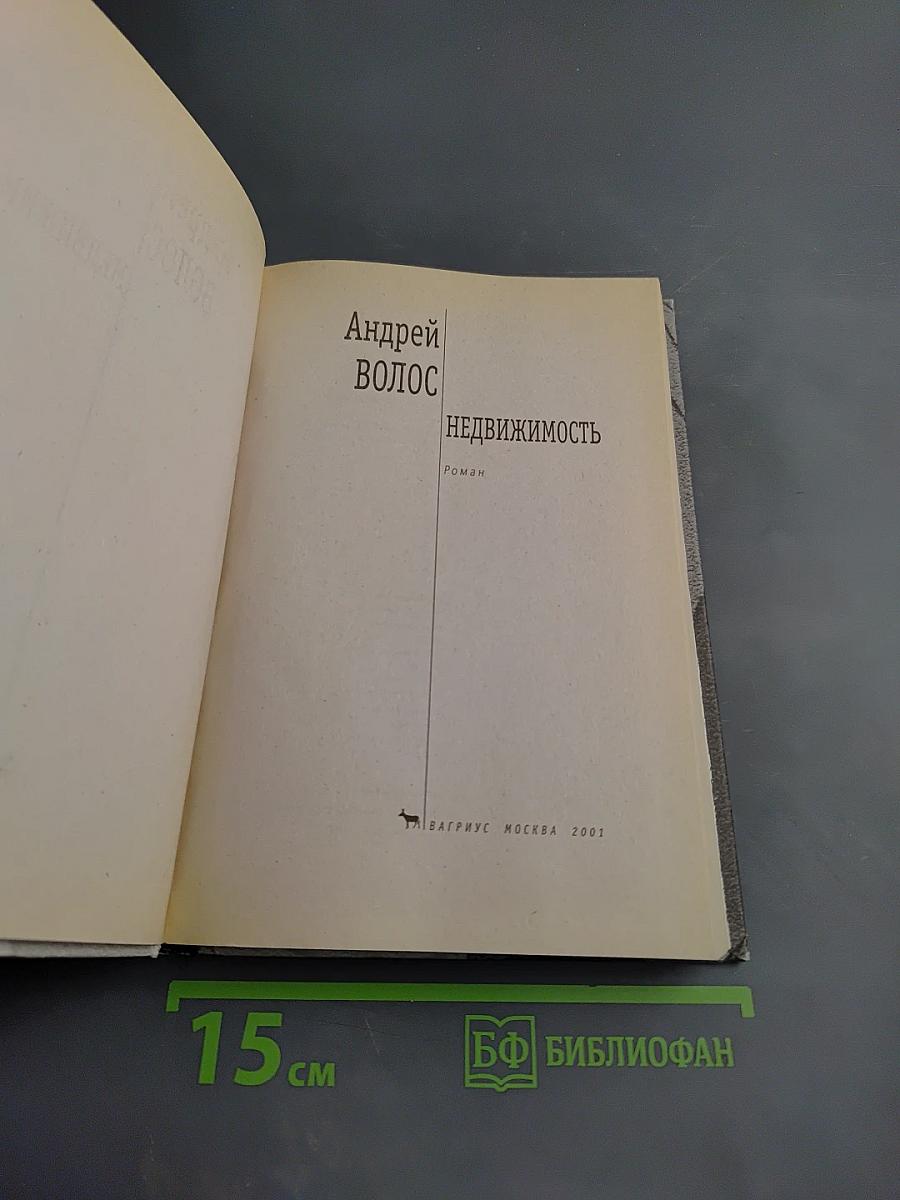 Андрей
ВОЛОС
НЕДВИЖИМОСТЬ
Роман
ВАГРИУС МОСКВА 2001
15 см
БФ БИБЛИОФАН